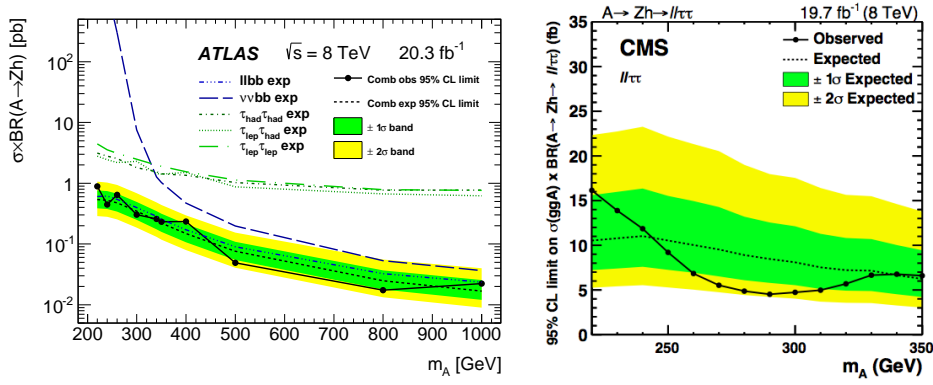 σ×BR(A→Zh) [pb]
10²
10
1
10⁻¹
10⁻²
ATLAS √s = 8 TeV 20.3 fb⁻¹
llbb exp
ννbb exp
τhadτhad exp
τlepτhad exp
τlepτlep exp
Comb obs 95% CL limit
Comb exp 95% CL limit
± 1σ band
± 2σ band
200 300 400 500 600 700 800 900 1000
mA [GeV]
A→ Zh→llττ 19.7 fb⁻¹ (8 TeV)
95% CL limit on σ(ggA) x BR(A→ Zh→ llττ) (fb)
35
30
25
20
15
10
5
0
CMS
llττ
Observed
Expected
± 1σ Expected
± 2σ Expected
250 300 350
mA (GeV)